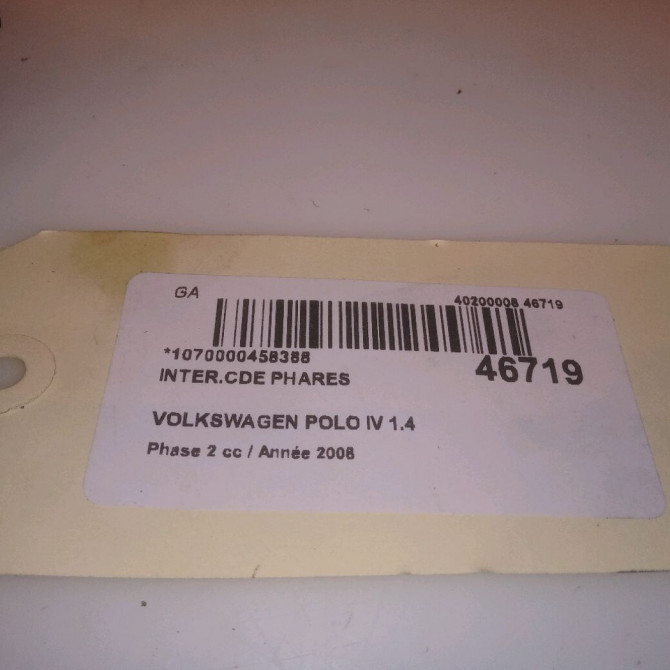 GA
40200008 46719
*1070000458388
46719
INTER.CDE PHARES
VOLKSWAGEN POLO IV 1.4
Phase 2 cc / Année 2008